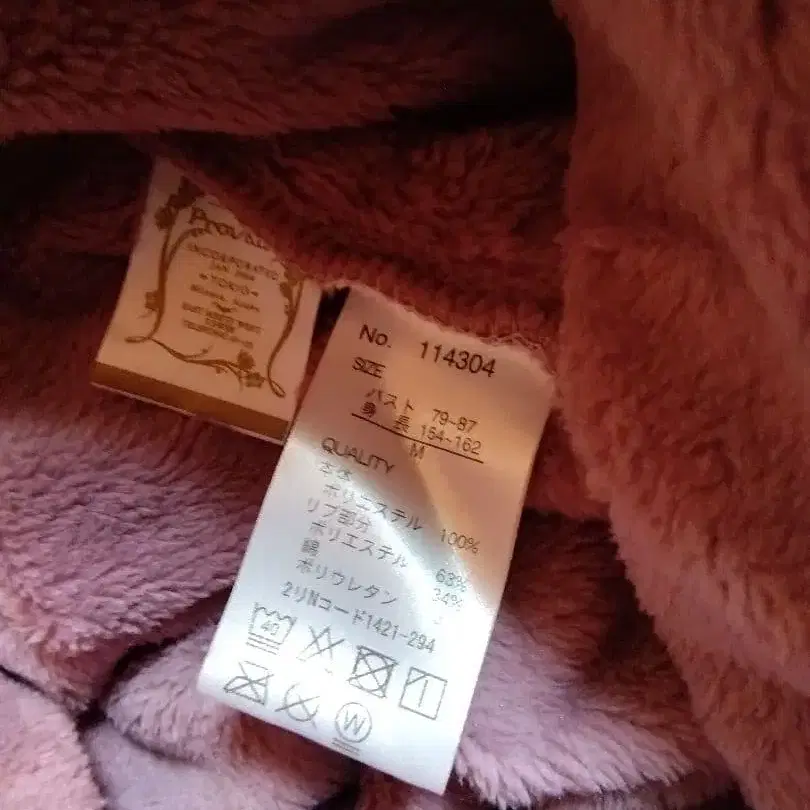 INCORPORATED
TOKYO
No. 114304
SIZE
バスト 79-87
身 長 154-162
M
QUALITY
本体
ポリエステル 100%
リブ部分
ポリエステル 63%
綿 34%
ポリウレタン
2リNコード1421-294
40
W